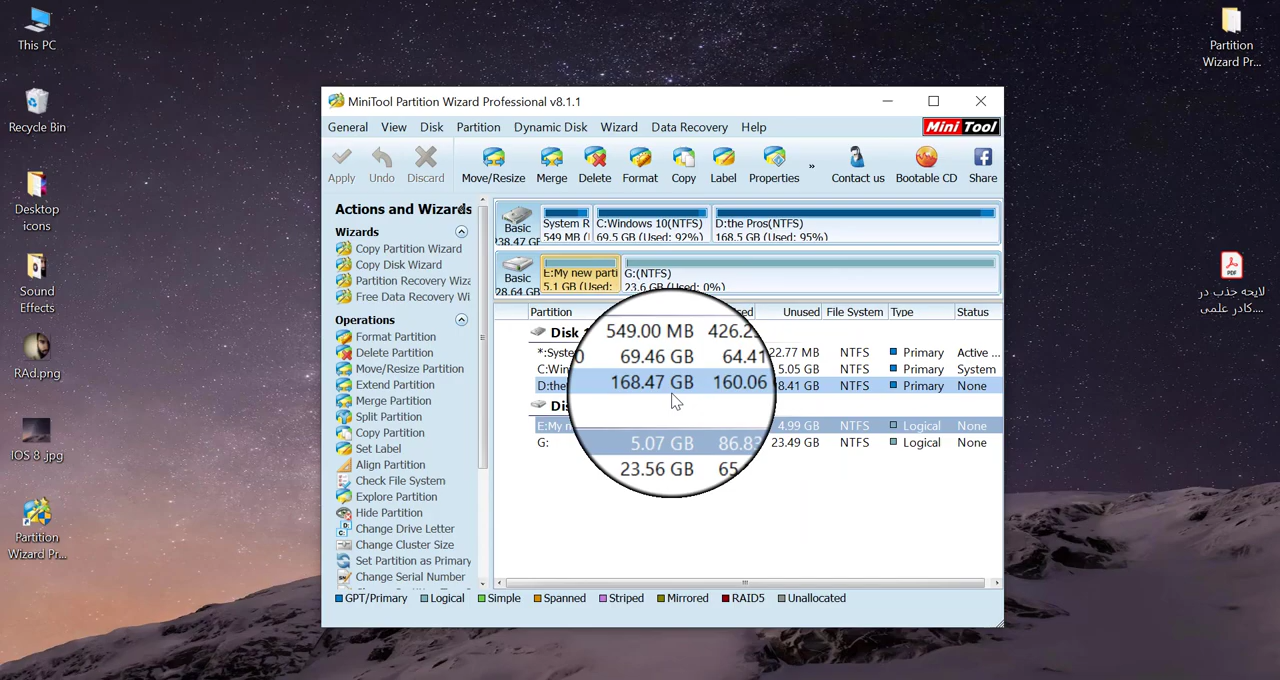 This PC
Recycle Bin
Desktop
icons
Sound
Effects
RAd.png
IOS 8 .jpg
Partition
Wizard Pr...
Partition
Wizard Pr...
لایحه جذب در
کادر علمی....
MiniTool Partition Wizard Professional v8.1.1
General View Disk Partition Dynamic Disk Wizard Data Recovery Help
Mini Tool
Apply Undo Discard Move/Resize Merge Delete Format Copy Label Properties » Contact us Bootable CD Share
Actions and Wizards
Wizards
Copy Partition Wizard
Copy Disk Wizard
Partition Recovery Wiza
Free Data Recovery Wi
Operations
Format Partition
Delete Partition
Move/Resize Partition
Extend Partition
Merge Partition
Split Partition
Copy Partition
Set Label
Align Partition
Check File System
Explore Partition
Hide Partition
Change Drive Letter
Change Cluster Size
Set Partition as Primary
Change Serial Number
Basic
238.47 GB
System R
549 MB (
C:Windows 10(NTFS)
69.5 GB (Used: 92%)
D:the Pros(NTFS)
168.5 GB (Used: 95%)
Basic
28.64 GB
E:My new parti
5.1 GB (Used:
G:(NTFS)
23.6 GB (Used: 0%)
Partition Unused File System Type Status
549.00 MB 426.2 22.77 MB NTFS Primary Active ...
C:Win 69.46 GB 64.41 5.05 GB NTFS Primary System
D:the 168.47 GB 160.06 8.41 GB NTFS Primary None
E:My n 5.07 GB 86.8 4.99 GB NTFS Logical None
G: 23.56 GB 65 23.49 GB NTFS Logical None
GPT/Primary Logical Simple Spanned Striped Mirrored RAID5 Unallocated